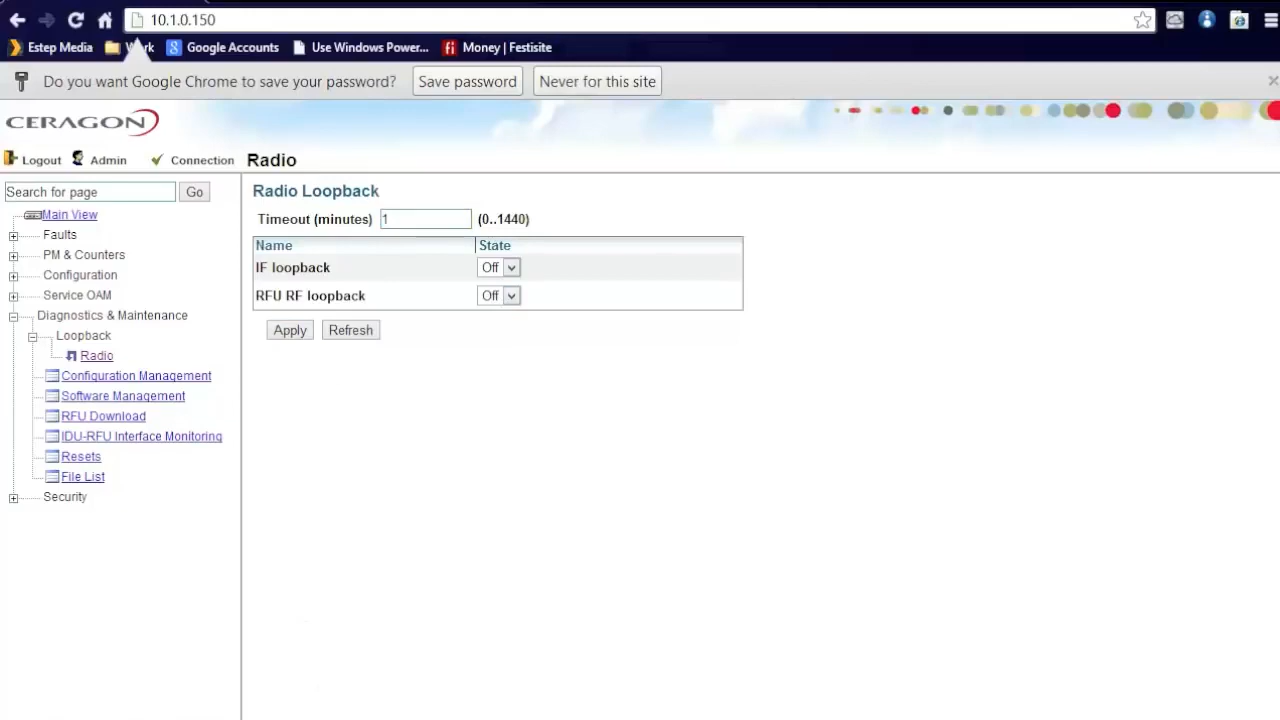 10.1.0.150
Estep Media Work Google Accounts Use Windows Power... Money | Festisite
Do you want Google Chrome to save your password? Save password Never for this site
CERAGON
Logout Admin Connection Radio
Search for page Go
Main View
Faults
PM & Counters
Configuration
Service OAM
Diagnostics & Maintenance
Loopback
Radio
Configuration Management
Software Management
RFU Download
IDU-RFU Interface Monitoring
Resets
File List
Security
Radio Loopback
Timeout (minutes) 1 (0..1440)
Name State
IF loopback Off
RFU RF loopback Off
Apply Refresh